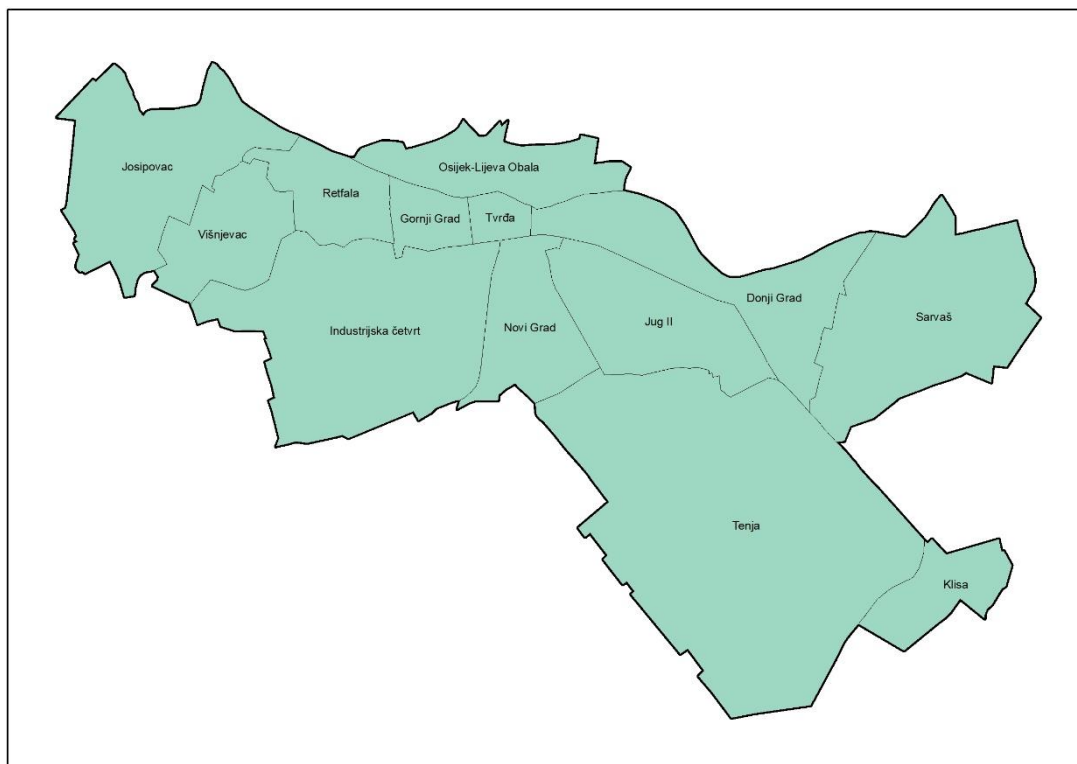 Josipovac
Osijek-Lijeva Obala
Retfala
Gornji Grad
Tvrđa
Višnjevac
Donji Grad
Sarvaš
Industrijska četvrt
Novi Grad
Jug II
Tenja
Klisa